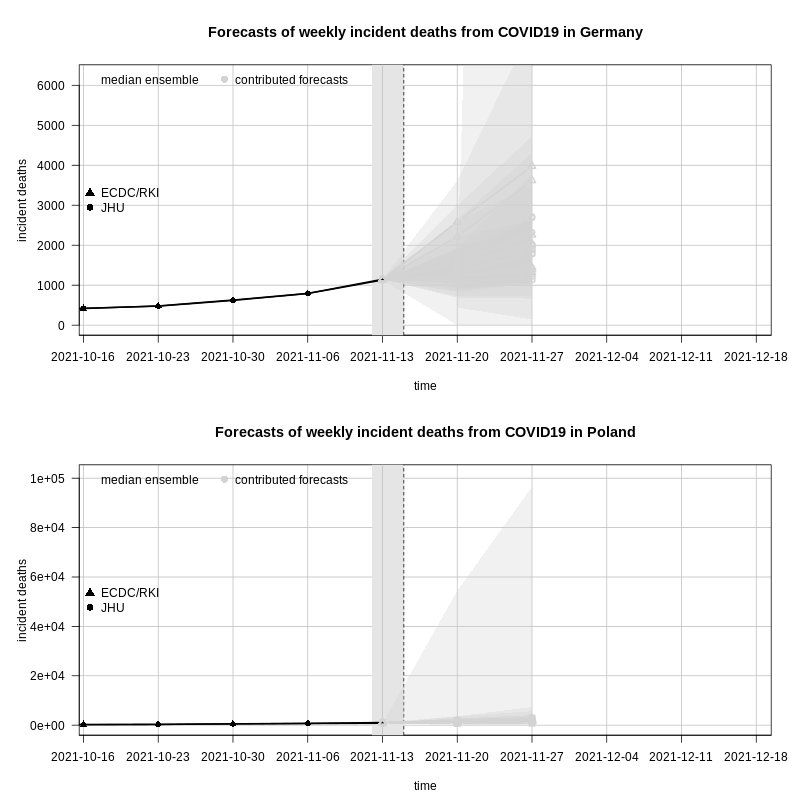 Forecasts of weekly incident deaths from COVID19 in Germany
median ensemble contributed forecasts
6000
5000
4000
3000
2000
1000
0
incident deaths
ECDC/RKI
JHU
2021-10-16 2021-10-23 2021-10-30 2021-11-06 2021-11-13 2021-11-20 2021-11-27 2021-12-04 2021-12-11 2021-12-18
time
Forecasts of weekly incident deaths from COVID19 in Poland
median ensemble contributed forecasts
1e+05
8e+04
6e+04
4e+04
2e+04
0e+00
incident deaths
ECDC/RKI
JHU
2021-10-16 2021-10-23 2021-10-30 2021-11-06 2021-11-13 2021-11-20 2021-11-27 2021-12-04 2021-12-11 2021-12-18
time